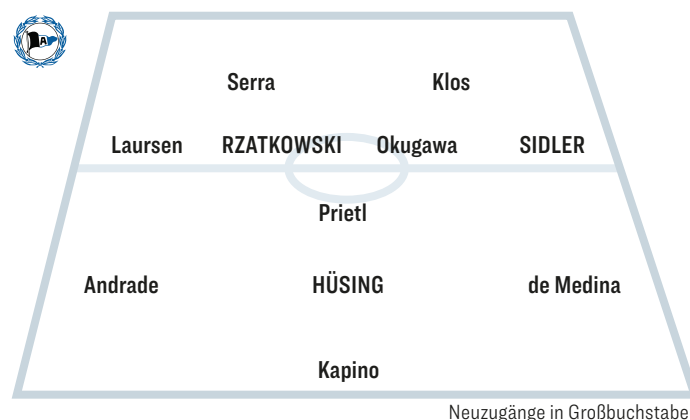 A
Serra Klos
Laursen RZATKOWSKI Okugawa SIDLER
Prietl
Andrade HÜSING de Medina
Kapino
Neuzugänge in Großbuchstabe